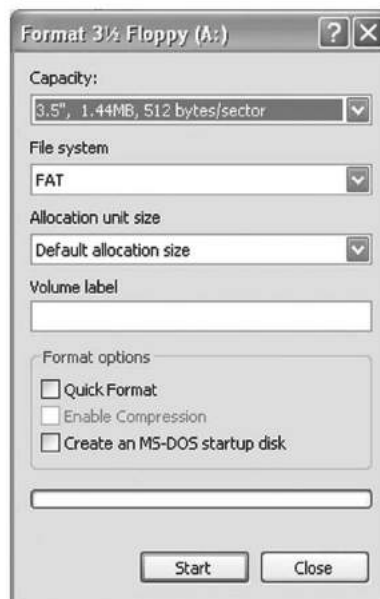 Format 3½ Floppy (A:)
Capacity:
3.5", 1.44MB, 512 bytes/sector
File system
FAT
Allocation unit size
Default allocation size
Volume label
Format options
Quick Format
Enable Compression
Create an MS-DOS startup disk
Start Close